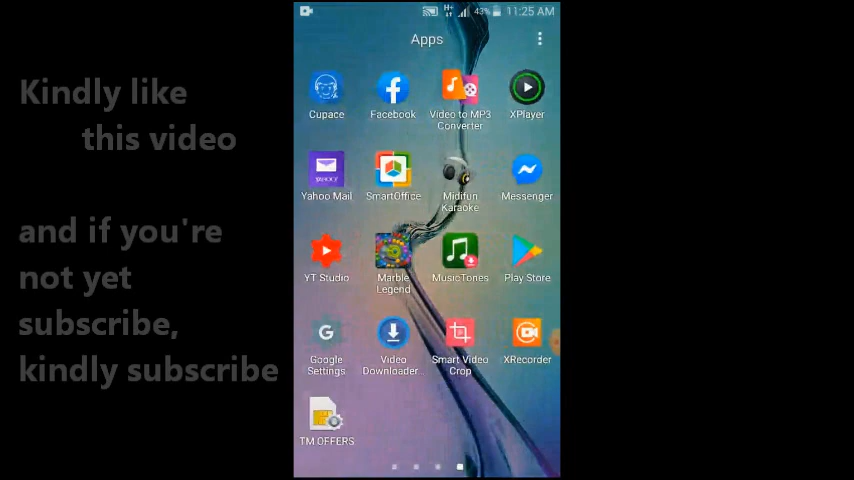 Kindly like
this video
and if you're
not yet
subscribe,
kindly subscribe
H+
43%
11:25 AM
Apps
Cupace
Facebook
Video to MP3
Converter
XPlayer
YAHOO!
Yahoo Mail
SmartOffice
Midifun
Karaoke
Messenger
YT Studio
Marble
Legend
MusicTones
Play Store
G
Google
Settings
Video
Downloader..
Smart Video
Crop
XRecorder
TM OFFERS